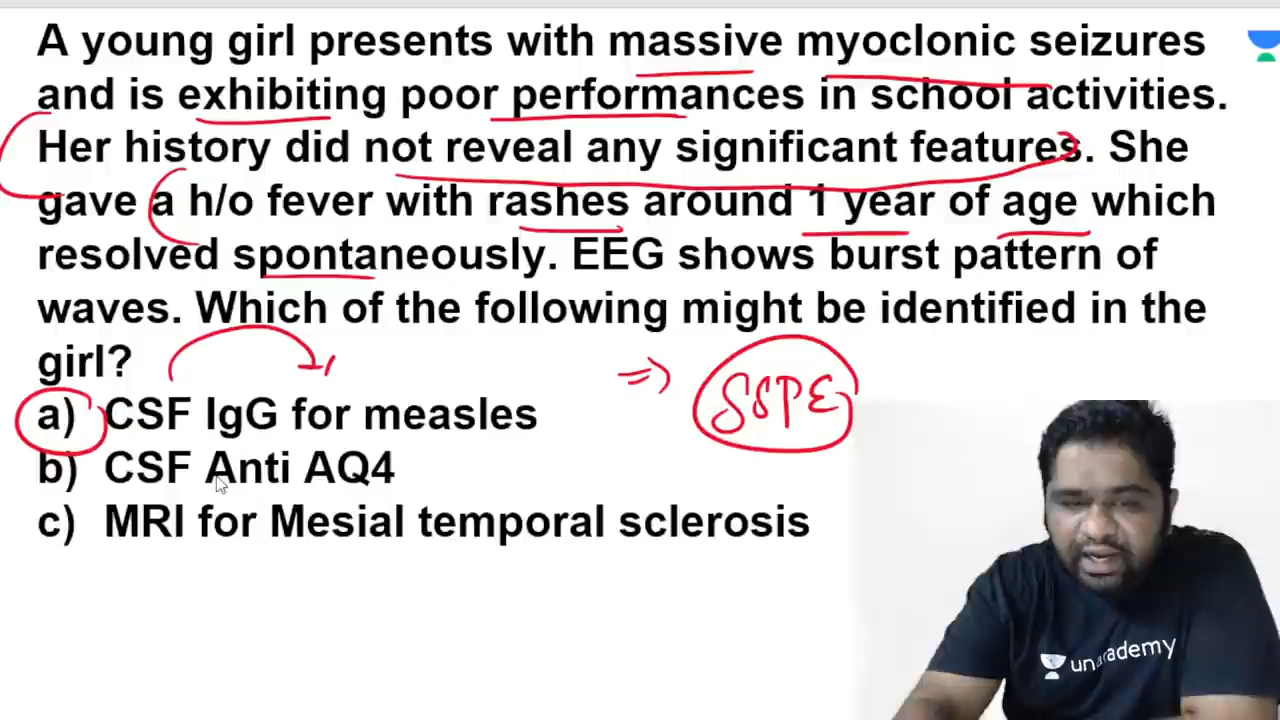 A young girl presents with massive myoclonic seizures
and is exhibiting poor performances in school activities.
Her history did not reveal any significant features. She
gave a h/o fever with rashes around 1 year of age which
resolved spontaneously. EEG shows burst pattern of
waves. Which of the following might be identified in the
girl?
=> SSPE
a) CSF IgG for measles
b) CSF Anti AQ4
c) MRI for Mesial temporal sclerosis
unacademy